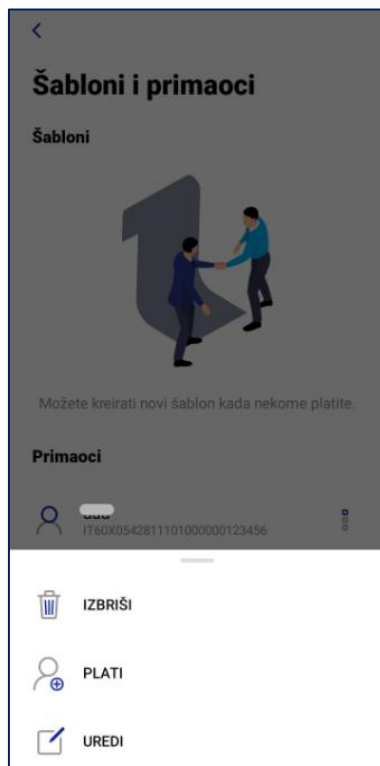 Šabloni i primaoci
Šabloni
Možete kreirati novi šablon kada nekome platite.
Primaoci
IT60X0542811101000000123456
IZBRIŠI
PLATI
UREDI